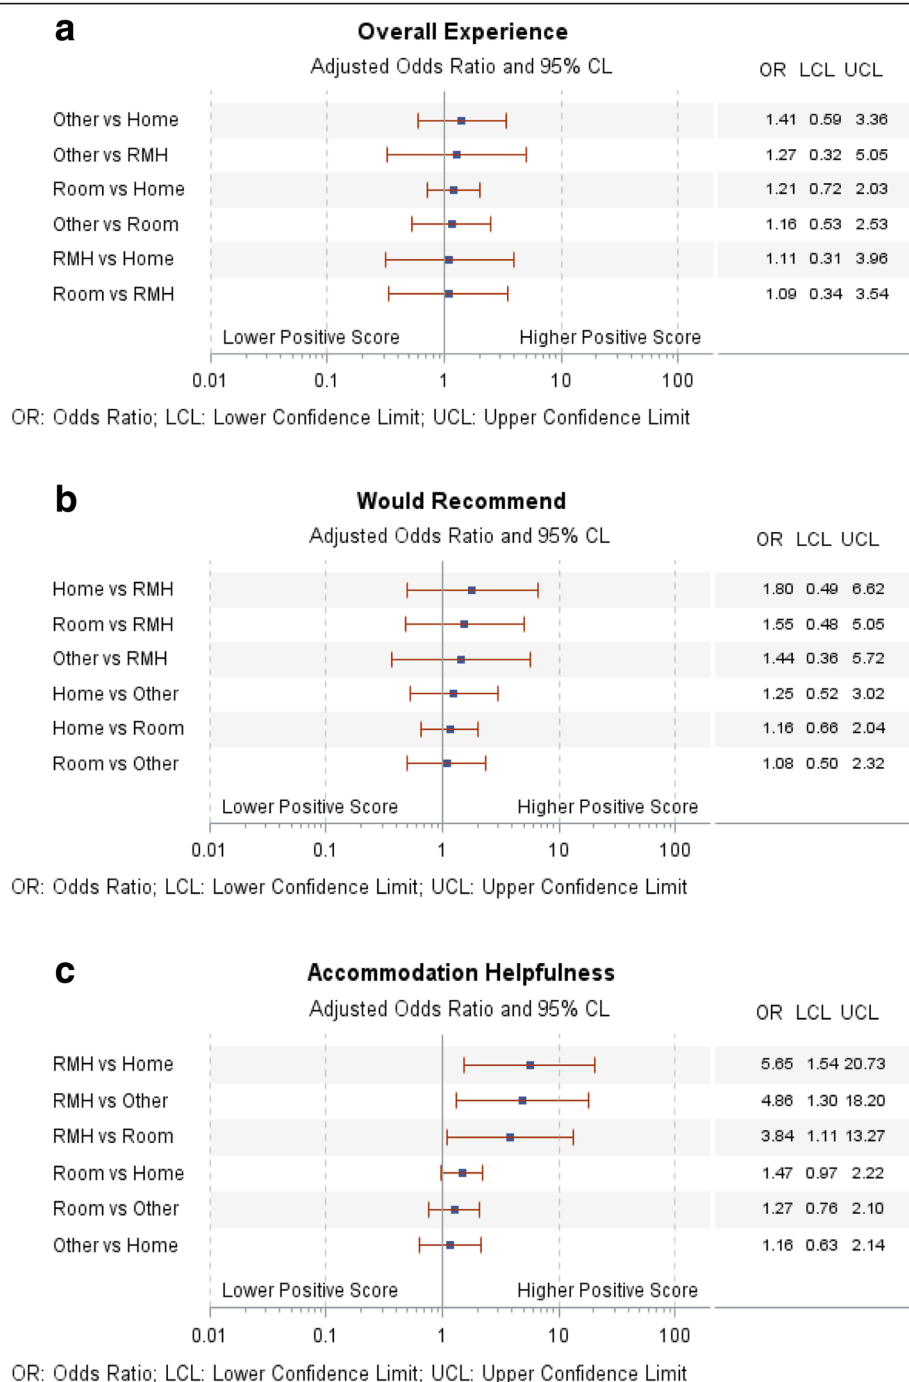 a
Overall Experience
Adjusted Odds Ratio and 95% CL
OR LCL UCL
Other vs Home 1.41 0.59 3.36
Other vs RMH 1.27 0.32 5.05
Room vs Home 1.21 0.72 2.03
Other vs Room 1.16 0.53 2.53
RMH vs Home 1.11 0.31 3.96
Room vs RMH 1.09 0.34 3.54
Lower Positive Score Higher Positive Score
0.01 0.1 1 10 100
OR: Odds Ratio; LCL: Lower Confidence Limit; UCL: Upper Confidence Limit
b
Would Recommend
Adjusted Odds Ratio and 95% CL
OR LCL UCL
Home vs RMH 1.80 0.49 6.62
Room vs RMH 1.55 0.48 5.05
Other vs RMH 1.44 0.36 5.72
Home vs Other 1.25 0.52 3.02
Home vs Room 1.16 0.66 2.04
Room vs Other 1.08 0.50 2.32
Lower Positive Score Higher Positive Score
0.01 0.1 1 10 100
OR: Odds Ratio; LCL: Lower Confidence Limit; UCL: Upper Confidence Limit
c
Accommodation Helpfulness
Adjusted Odds Ratio and 95% CL
OR LCL UCL
RMH vs Home 5.65 1.54 20.73
RMH vs Other 4.86 1.30 18.20
RMH vs Room 3.84 1.11 13.27
Room vs Home 1.47 0.97 2.22
Room vs Other 1.27 0.76 2.10
Other vs Home 1.16 0.63 2.14
Lower Positive Score Higher Positive Score
0.01 0.1 1 10 100
OR: Odds Ratio; LCL: Lower Confidence Limit; UCL: Upper Confidence Limit